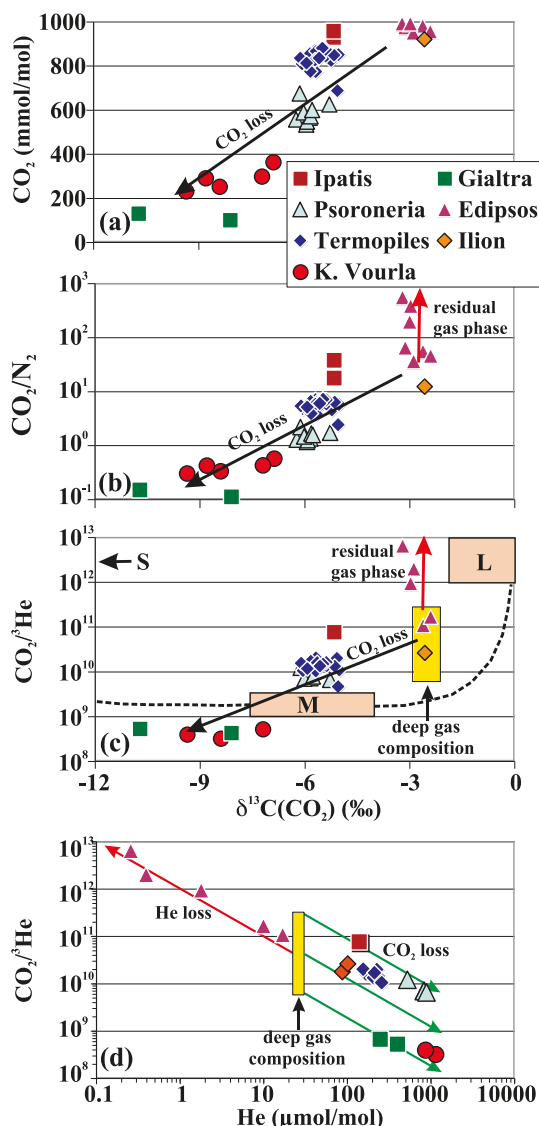 1000
800
600
400
200
0
CO₂ (mmol/mol)
CO₂ loss
(a)
Ipatis
Gialtra
Psoroneria
Edipsos
Termopiles
Ilion
K. Vourla
10³
10²
10¹
10⁰
10⁻¹
CO₂/N₂
residual
gas phase
CO₂ loss
(b)
10¹³
10¹²
10¹¹
10¹⁰
10⁹
10⁸
CO₂/³He
S
residual
gas phase
L
CO₂ loss
M
deep gas
composition
(c)
-12
-9
-6
-3
0
δ¹³C(CO₂) (‰)
10¹³
10¹²
10¹¹
10¹⁰
10⁹
10⁸
CO₂/³He
He loss
CO₂ loss
deep gas
composition
(d)
0.1
1
10
100
1000
10000
He (µmol/mol)